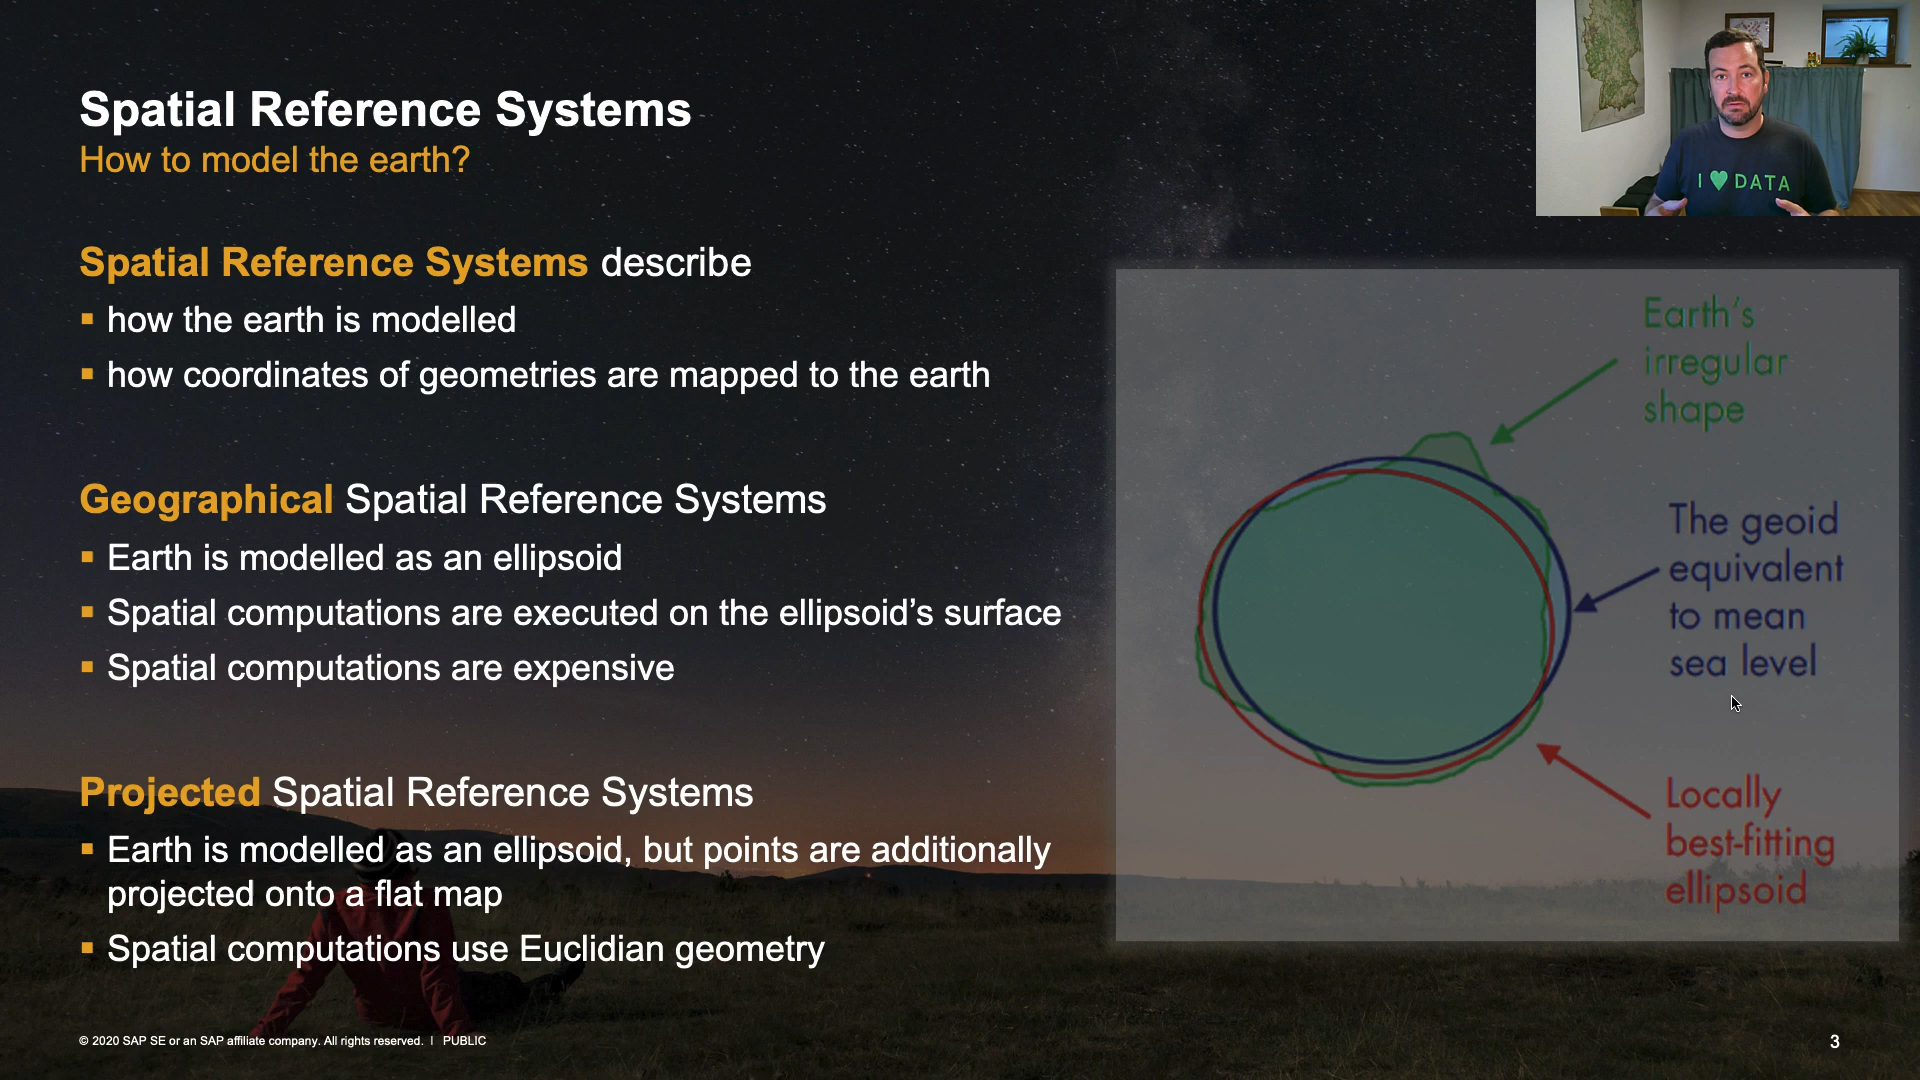 Spatial Reference Systems
How to model the earth?
I ♥ DATA
Spatial Reference Systems describe
▪ how the earth is modelled
▪ how coordinates of geometries are mapped to the earth
Geographical Spatial Reference Systems
▪ Earth is modelled as an ellipsoid
▪ Spatial computations are executed on the ellipsoid’s surface
▪ Spatial computations are expensive
Projected Spatial Reference Systems
▪ Earth is modelled as an ellipsoid, but points are additionally
projected onto a flat map
▪ Spatial computations use Euclidian geometry
Earth's
irregular
shape
The geoid
equivalent
to mean
sea level
Locally
best-fitting
ellipsoid
© 2020 SAP SE or an SAP affiliate company. All rights reserved. | PUBLIC
3